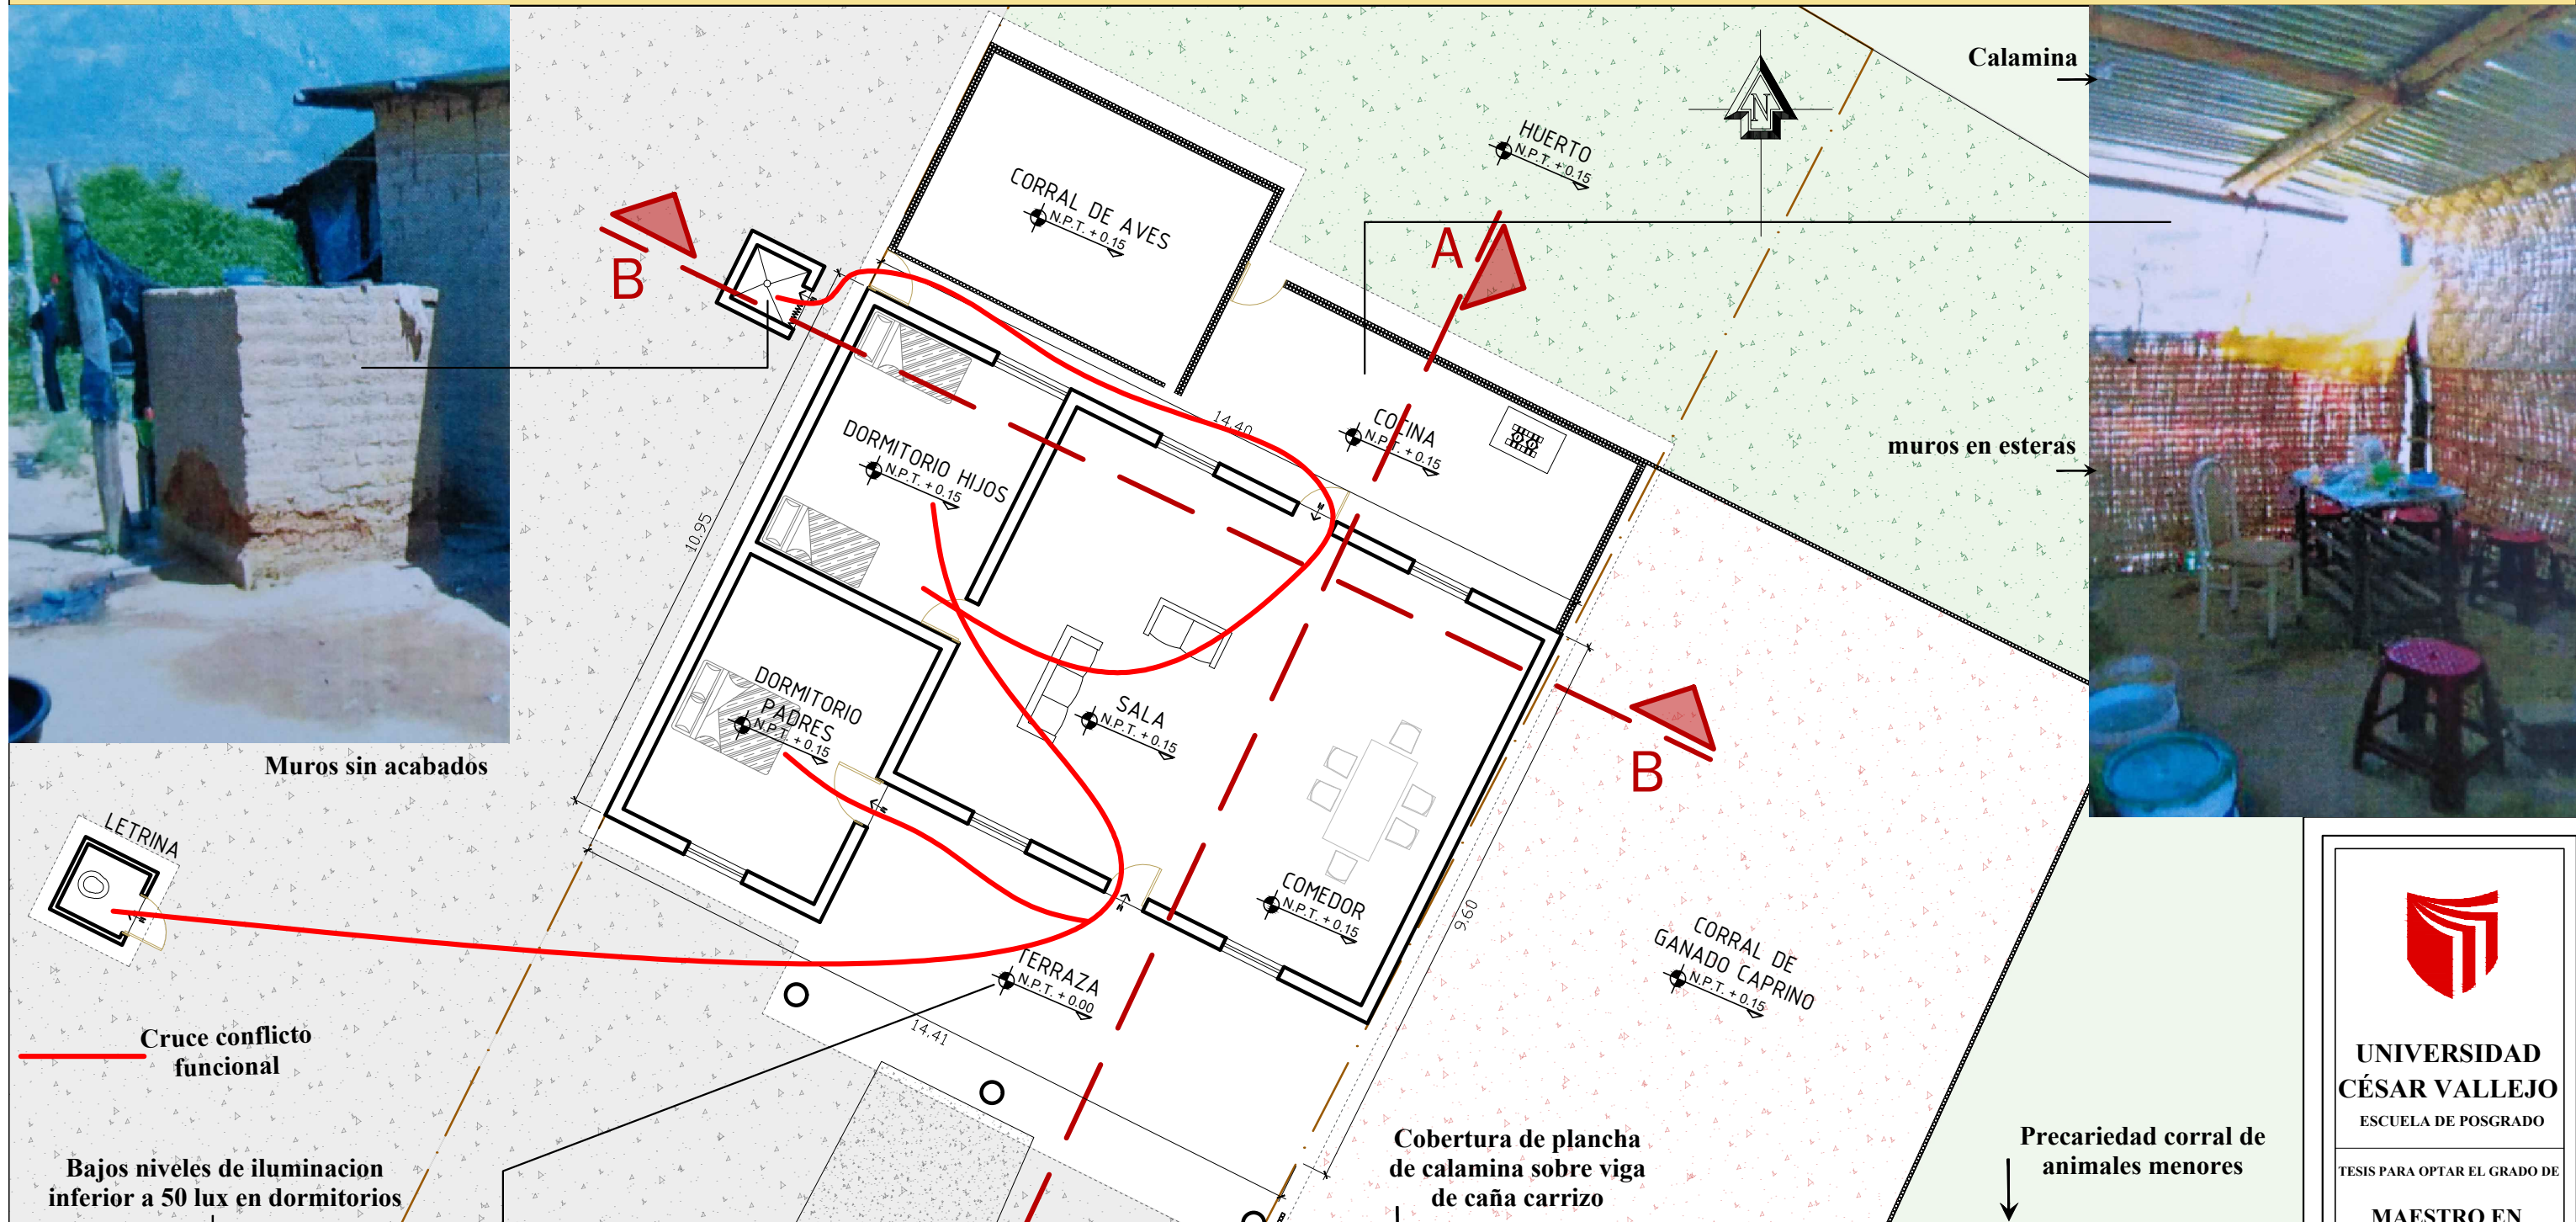 Calamina
HUERTO
N.P.T. +0.15
N
CORRAL DE AVES
N.P.T. +0.15
A
B
14.40
COCINA
N.P.T. +0.15
muros en esteras
DORMITORIO HIJOS
N.P.T. +0.15
10.95
DORMITORIO
PADRES
N.P.T. +0.15
SALA
N.P.T. +0.15
B
Muros sin acabados
LETRINA
COMEDOR
N.P.T. +0.15
9.60
CORRAL DE
GANADO CAPRINO
N.P.T. +0.15
TERRAZA
N.P.T. +0.00
14.41
Cruce conflicto
funcional
Bajos niveles de iluminacion
inferior a 50 lux en dormitorios
Cobertura de plancha
de calamina sobre viga
de caña carrizo
Precariedad corral de
animales menores
UNIVERSIDAD
CÉSAR VALLEJO
ESCUELA DE POSGRADO
TESIS PARA OPTAR EL GRADO DE
MAESTRO EN